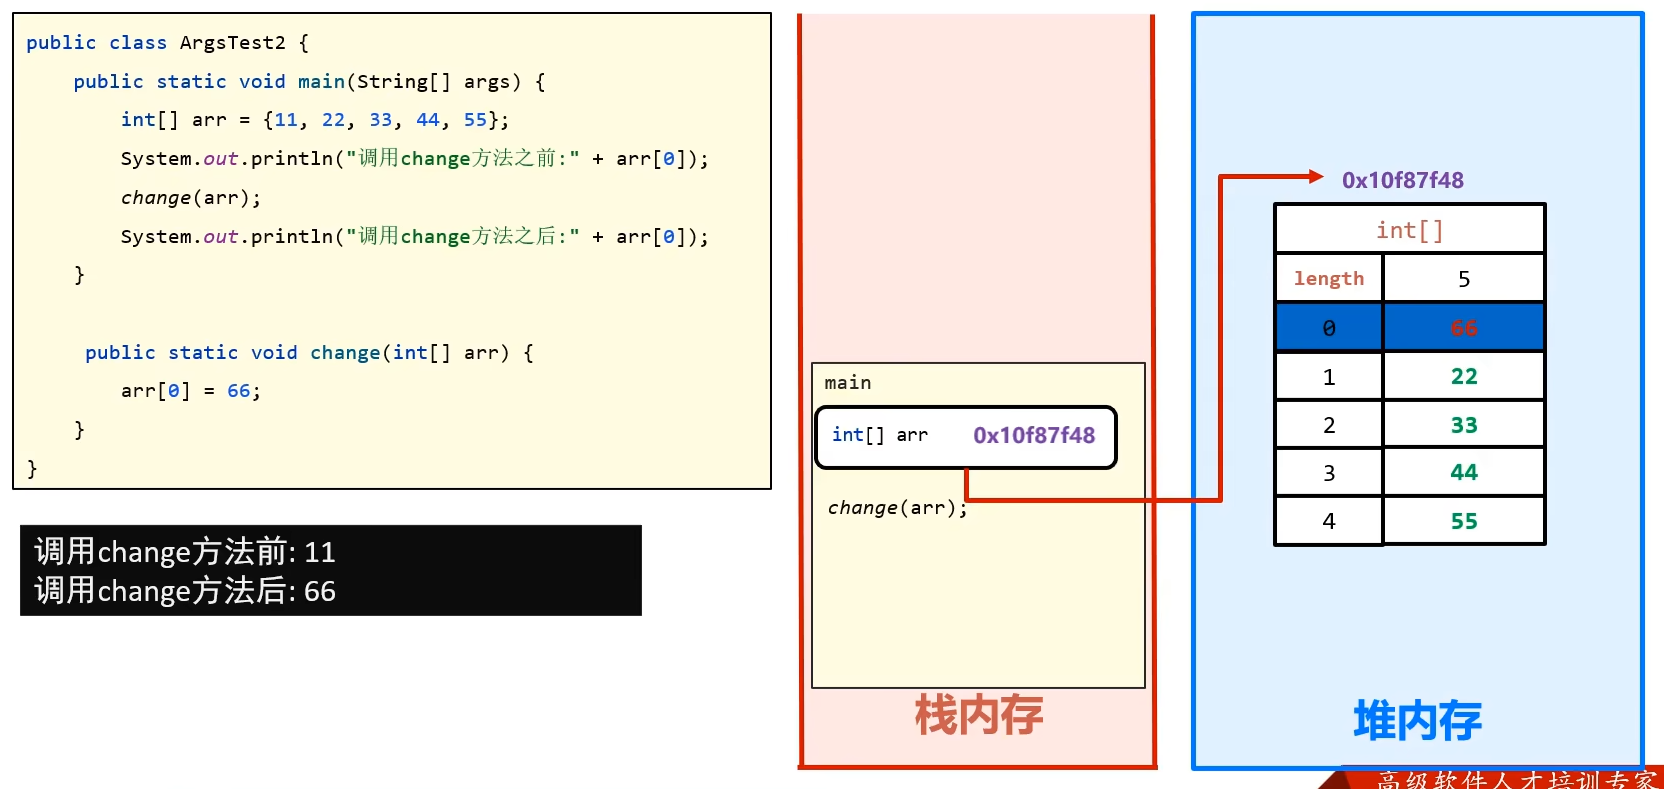 public class ArgsTest2 {
public static void main(String[] args) {
int[] arr = {11, 22, 33, 44, 55};
System.out.println("调用change方法之前:" + arr[0]);
change(arr);
System.out.println("调用change方法之后:" + arr[0]);
}
public static void change(int[] arr) {
arr[0] = 66;
}
}
调用change方法前: 11
调用change方法后: 66
main
int[] arr 0x10f87f48
change(arr);
栈内存
0x10f87f48
int[]
length 5
0 66
1 22
2 33
3 44
4 55
堆内存
高级软件人才培训专家